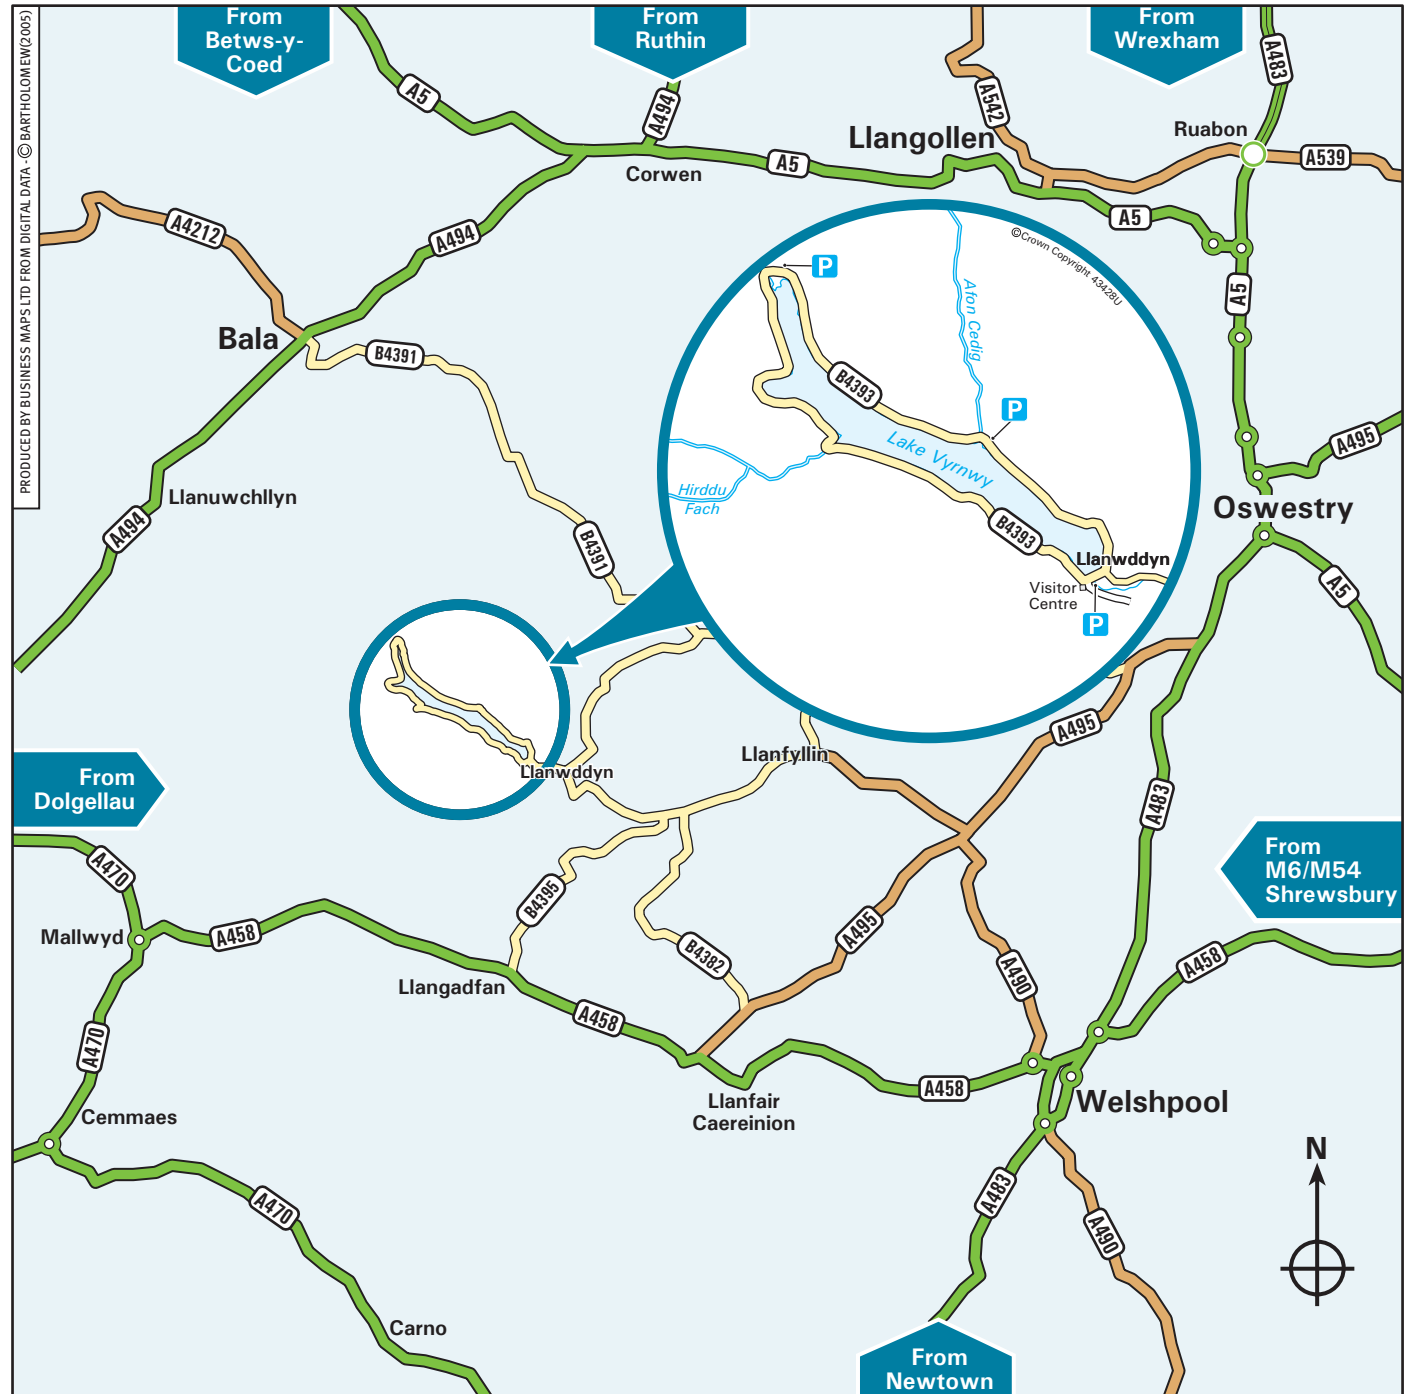 PRODUCED BY BUSINESS MAPS LTD FROM DIGITAL DATA - © BARTHOLOMEW(2005)
From
Betws-y-
Coed
From
Ruthin
From
Wrexham
A5
A494
A542
A483
Llangollen
Ruabon
A539
Corwen
A5
A4212
A494
A5
©Crown Copyright 43428U
P
Afon Cedig
A5
Bala
B4391
B4393
P
A495
Lake Vyrnwy
Hirddu
Fach
Llanuwchllyn
Oswestry
A494
B4391
B4393
Llanwddyn
Visitor
Centre
P
A5
A495
Llanfyllin
Llanwddyn
From
Dolgellau
A483
From
M6/M54
Shrewsbury
A470
B4395
A495
Mallwyd
A458
B4382
A458
A490
Llangadfan
A458
A470
A458
Llanfair
Caereinion
Welshpool
Cemmaes
N
A483
A470
A490
Carno
From
Newtown